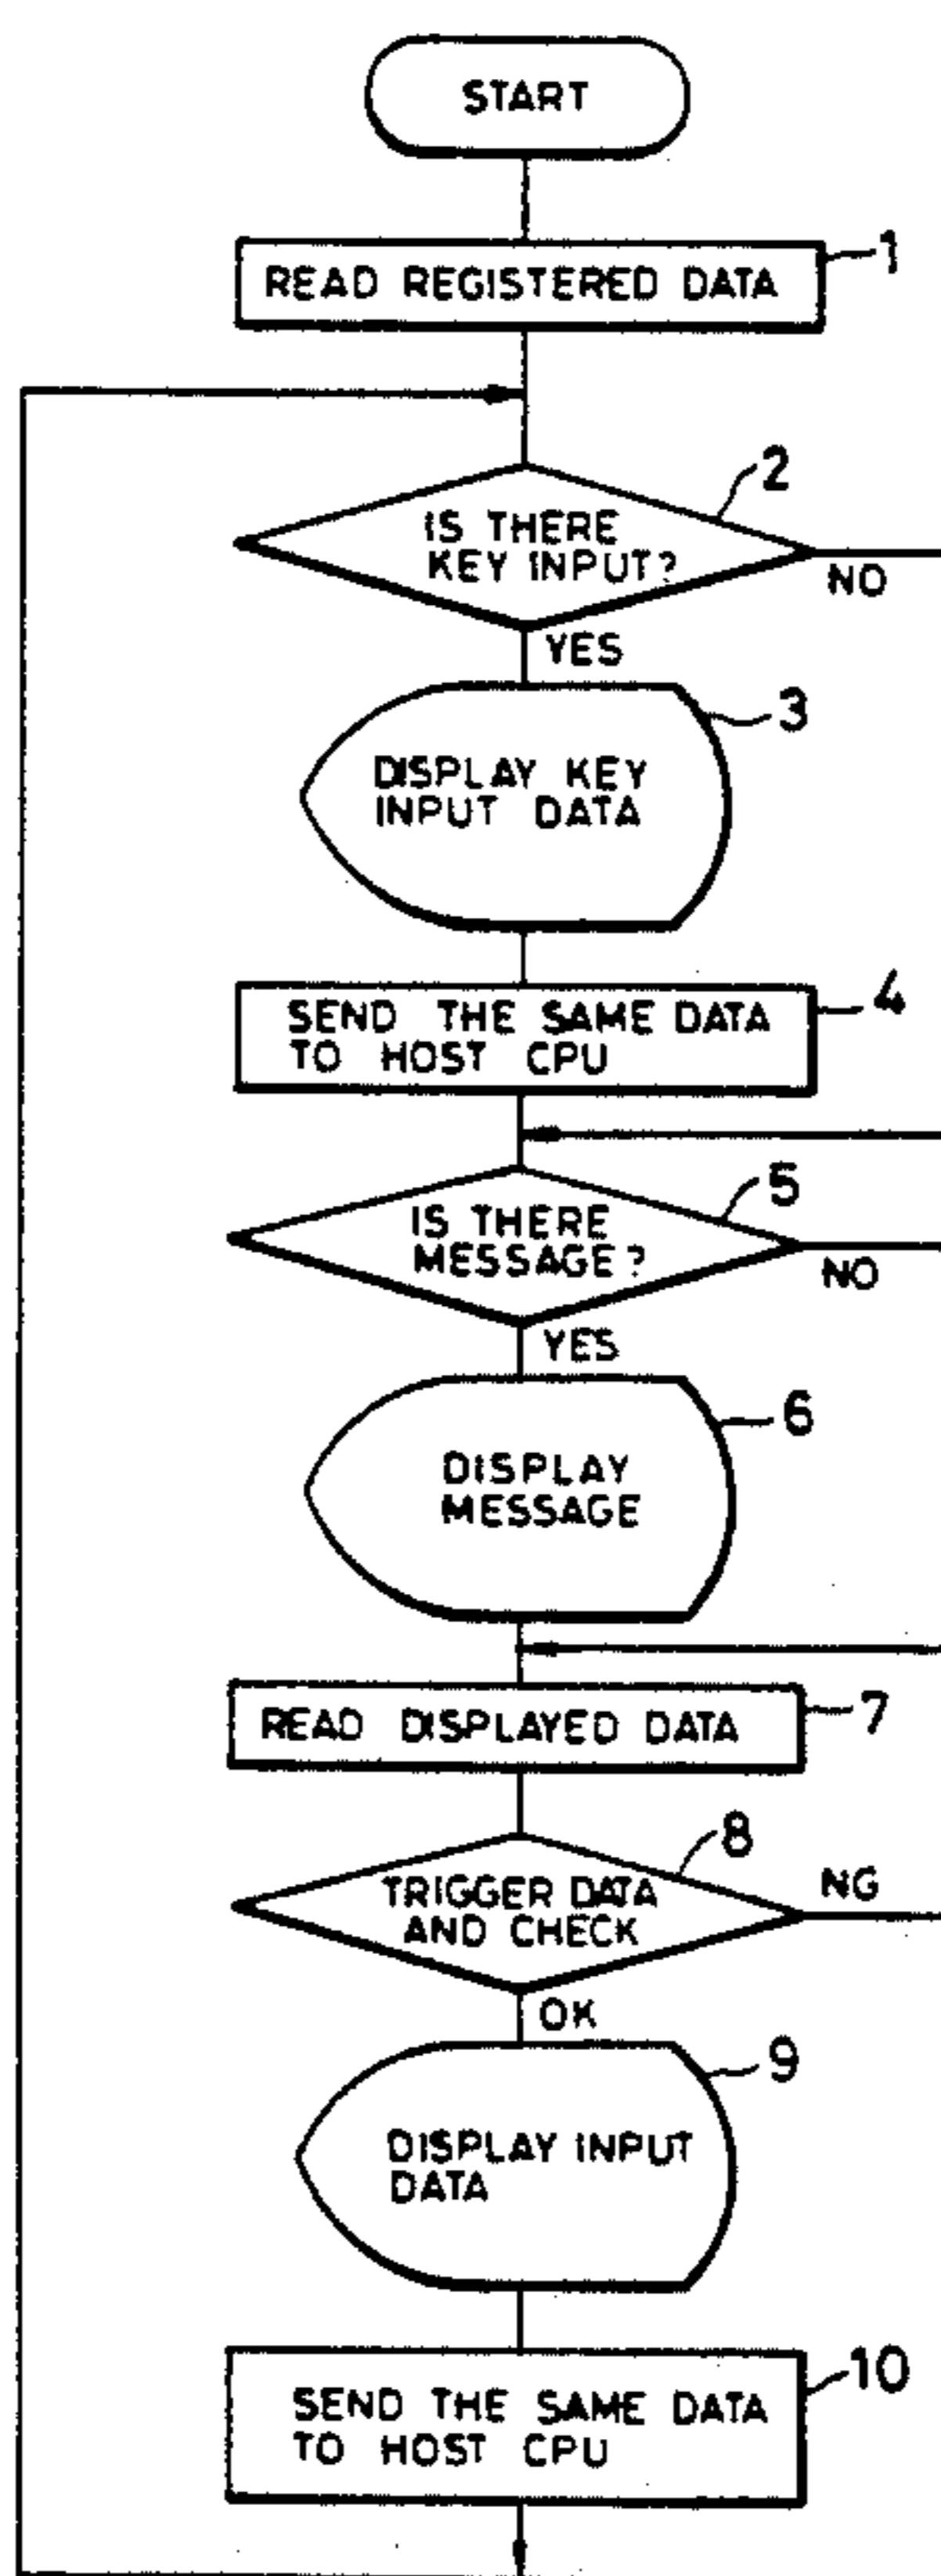 START
1
READ REGISTERED DATA
2
IS THERE
KEY INPUT?
NO
YES
3
DISPLAY KEY
INPUT DATA
4
SEND THE SAME DATA
TO HOST CPU
5
IS THERE
MESSAGE?
NO
YES
6
DISPLAY
MESSAGE
7
READ DISPLAYED DATA
8
TRIGGER DATA
AND CHECK
NG
OK
9
DISPLAY INPUT
DATA
10
SEND THE SAME DATA
TO HOST CPU